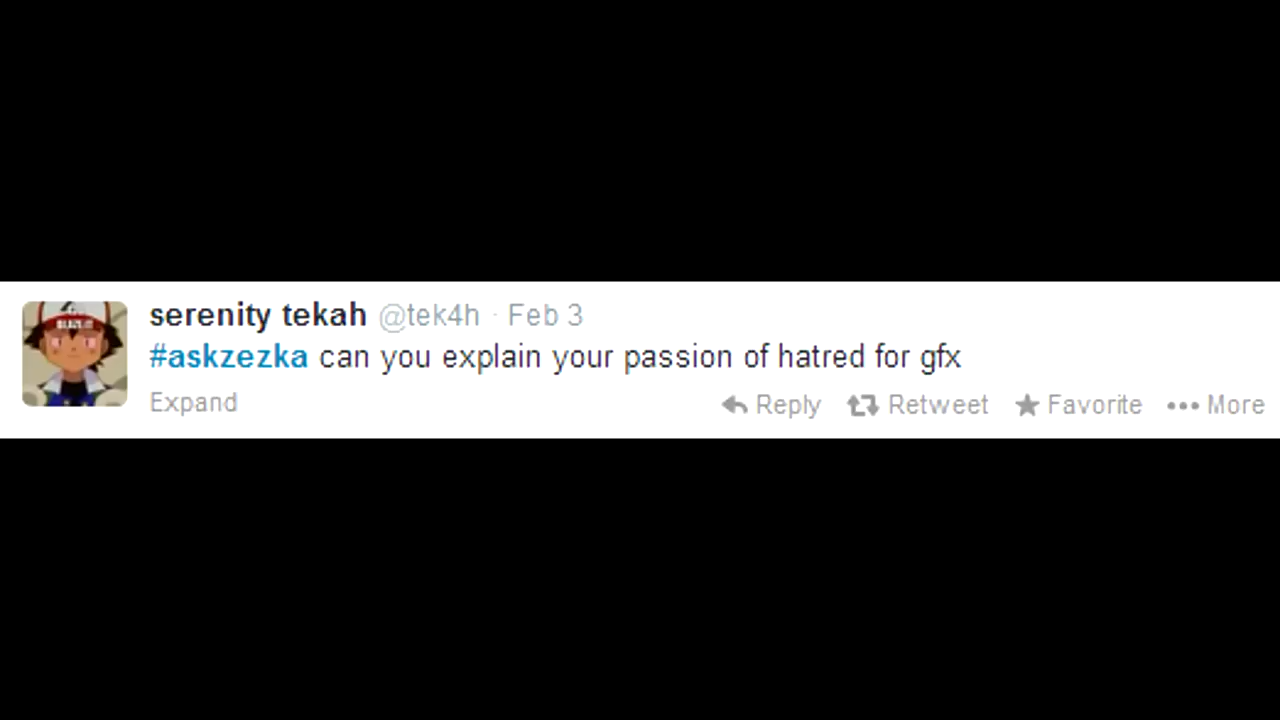 serenity tekah @tek4h · Feb 3
#askzezka can you explain your passion of hatred for gfx
Expand Reply Retweet Favorite More